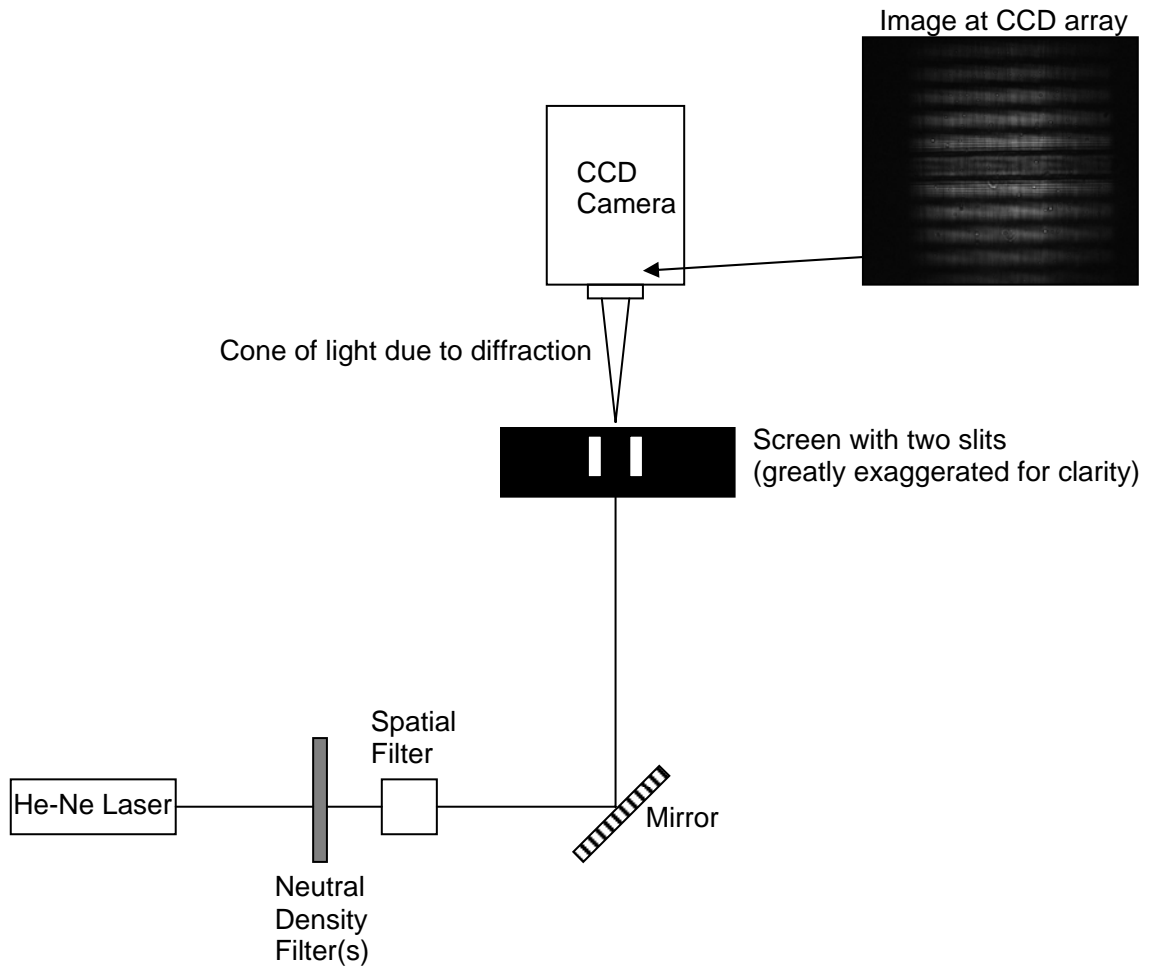 Image at CCD array
CCD
Camera
Cone of light due to diffraction
Screen with two slits
(greatly exaggerated for clarity)
Spatial
Filter
He-Ne Laser
Mirror
Neutral
Density
Filter(s)